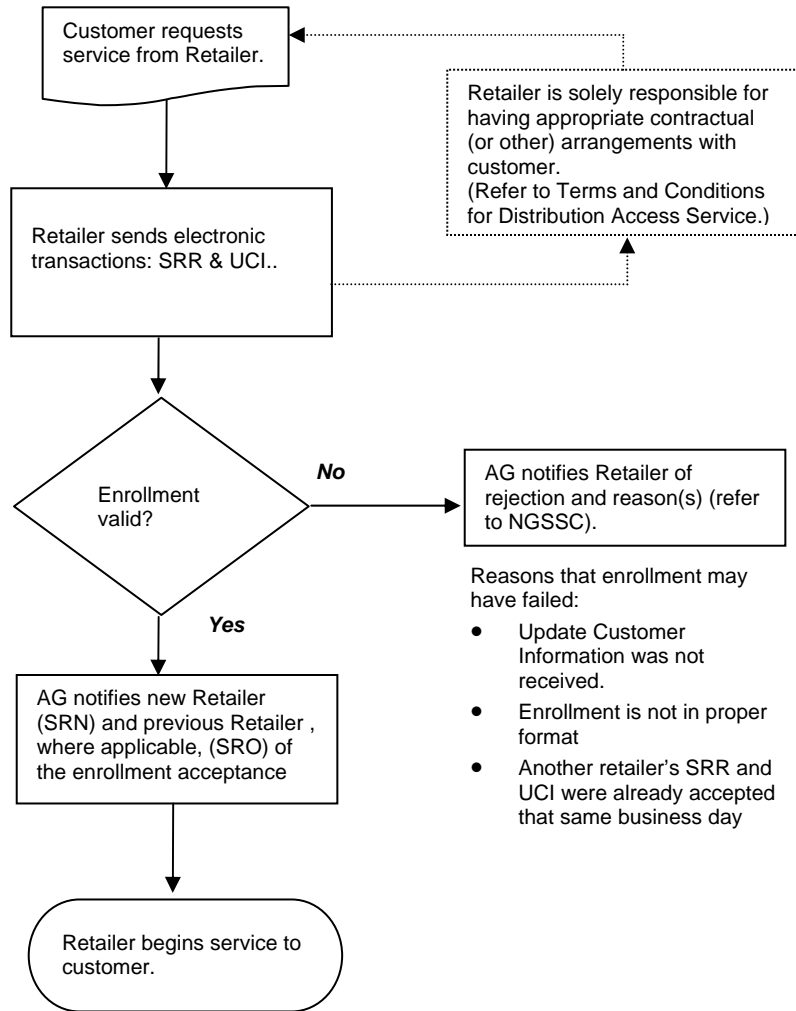 Customer requests
service from Retailer.
Retailer is solely responsible for
having appropriate contractual
(or other) arrangements with
customer.
(Refer to Terms and Conditions
for Distribution Access Service.)
Retailer sends electronic
transactions: SRR & UCI..
Enrollment
valid?
No
AG notifies Retailer of
rejection and reason(s) (refer
to NGSSC).
Reasons that enrollment may
have failed:
• Update Customer
Information was not
received.
• Enrollment is not in proper
format
• Another retailer's SRR and
UCI were already accepted
that same business day
Yes
AG notifies new Retailer
(SRN) and previous Retailer ,
where applicable, (SRO) of
the enrollment acceptance
Retailer begins service to
customer.